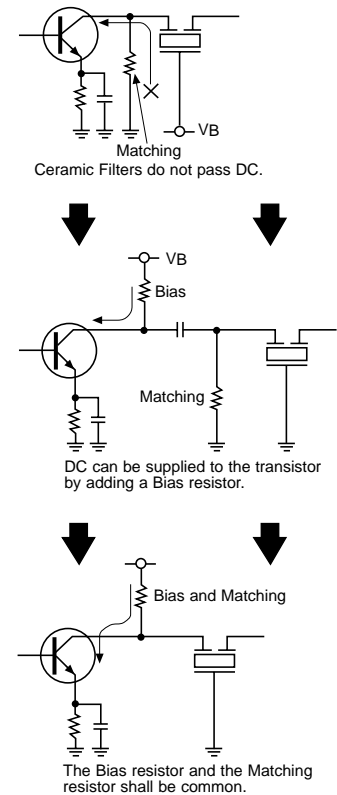 VB
Matching
Ceramic Filters do not pass DC.
VB
Bias
Matching
DC can be supplied to the transistor
by adding a Bias resistor.
Bias and Matching
The Bias resistor and the Matching
resistor shall be common.